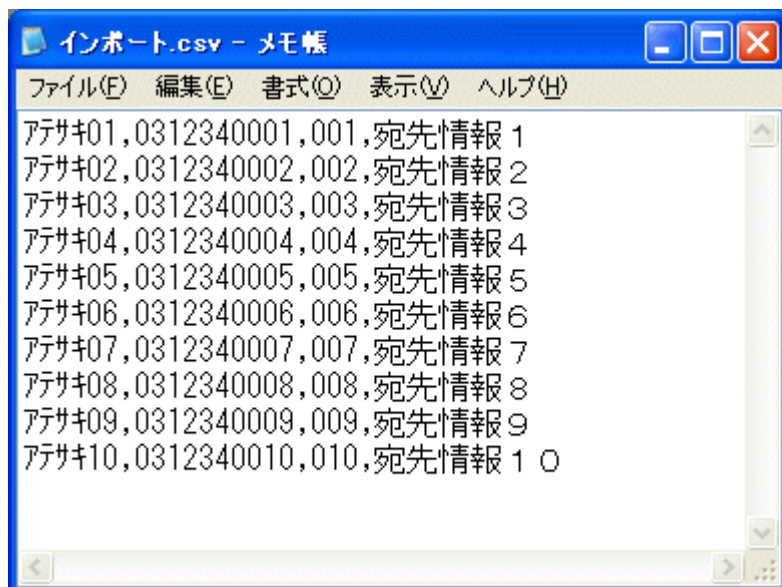 インポート.csv - メモ帳
ファイル(F) 編集(E) 書式(O) 表示(V) ヘルプ(H)
ｱﾃｻｷ01,0312340001,001,宛先情報１
ｱﾃｻｷ02,0312340002,002,宛先情報２
ｱﾃｻｷ03,0312340003,003,宛先情報３
ｱﾃｻｷ04,0312340004,004,宛先情報４
ｱﾃｻｷ05,0312340005,005,宛先情報５
ｱﾃｻｷ06,0312340006,006,宛先情報６
ｱﾃｻｷ07,0312340007,007,宛先情報７
ｱﾃｻｷ08,0312340008,008,宛先情報８
ｱﾃｻｷ09,0312340009,009,宛先情報９
ｱﾃｻｷ10,0312340010,010,宛先情報１０